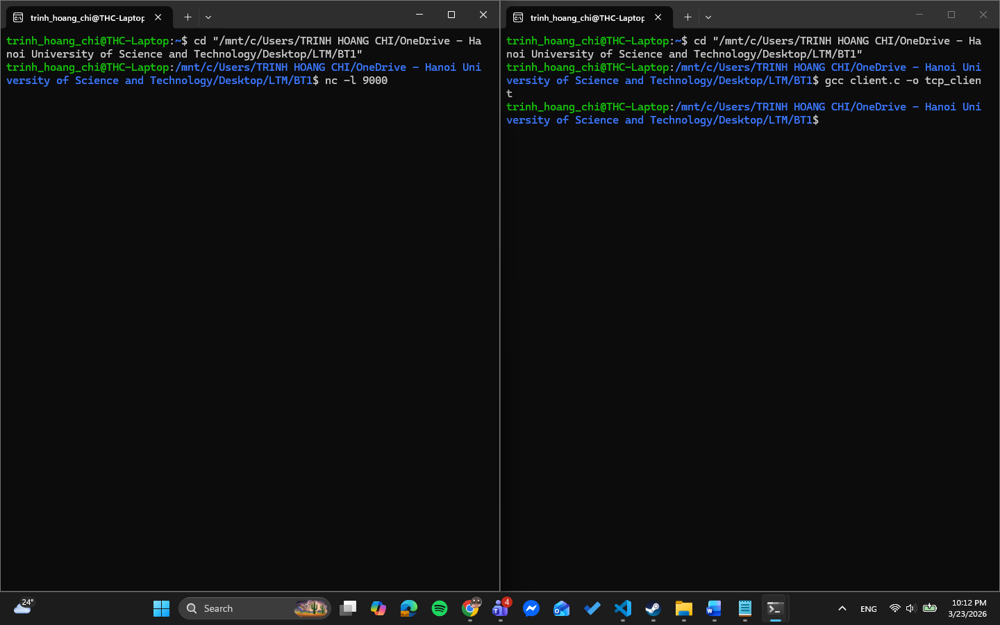 trinh_hoang_chi@THC-Laptop
trinh_hoang_chi@THC-Laptop:~$ cd "/mnt/c/Users/TRINH HOANG CHI/OneDrive - Ha
noi University of Science and Technology/Desktop/LTM/BT1"
trinh_hoang_chi@THC-Laptop:/mnt/c/Users/TRINH HOANG CHI/OneDrive - Hanoi Uni
versity of Science and Technology/Desktop/LTM/BT1$ nc -l 9000
trinh_hoang_chi@THC-Laptop
trinh_hoang_chi@THC-Laptop:~$ cd "/mnt/c/Users/TRINH HOANG CHI/OneDrive - Ha
noi University of Science and Technology/Desktop/LTM/BT1"
trinh_hoang_chi@THC-Laptop:/mnt/c/Users/TRINH HOANG CHI/OneDrive - Hanoi Uni
versity of Science and Technology/Desktop/LTM/BT1$ gcc client.c -o tcp_clien
t
trinh_hoang_chi@THC-Laptop:/mnt/c/Users/TRINH HOANG CHI/OneDrive - Hanoi Uni
versity of Science and Technology/Desktop/LTM/BT1$
24°
Search
4
ENG
10:12 PM
3/23/2026